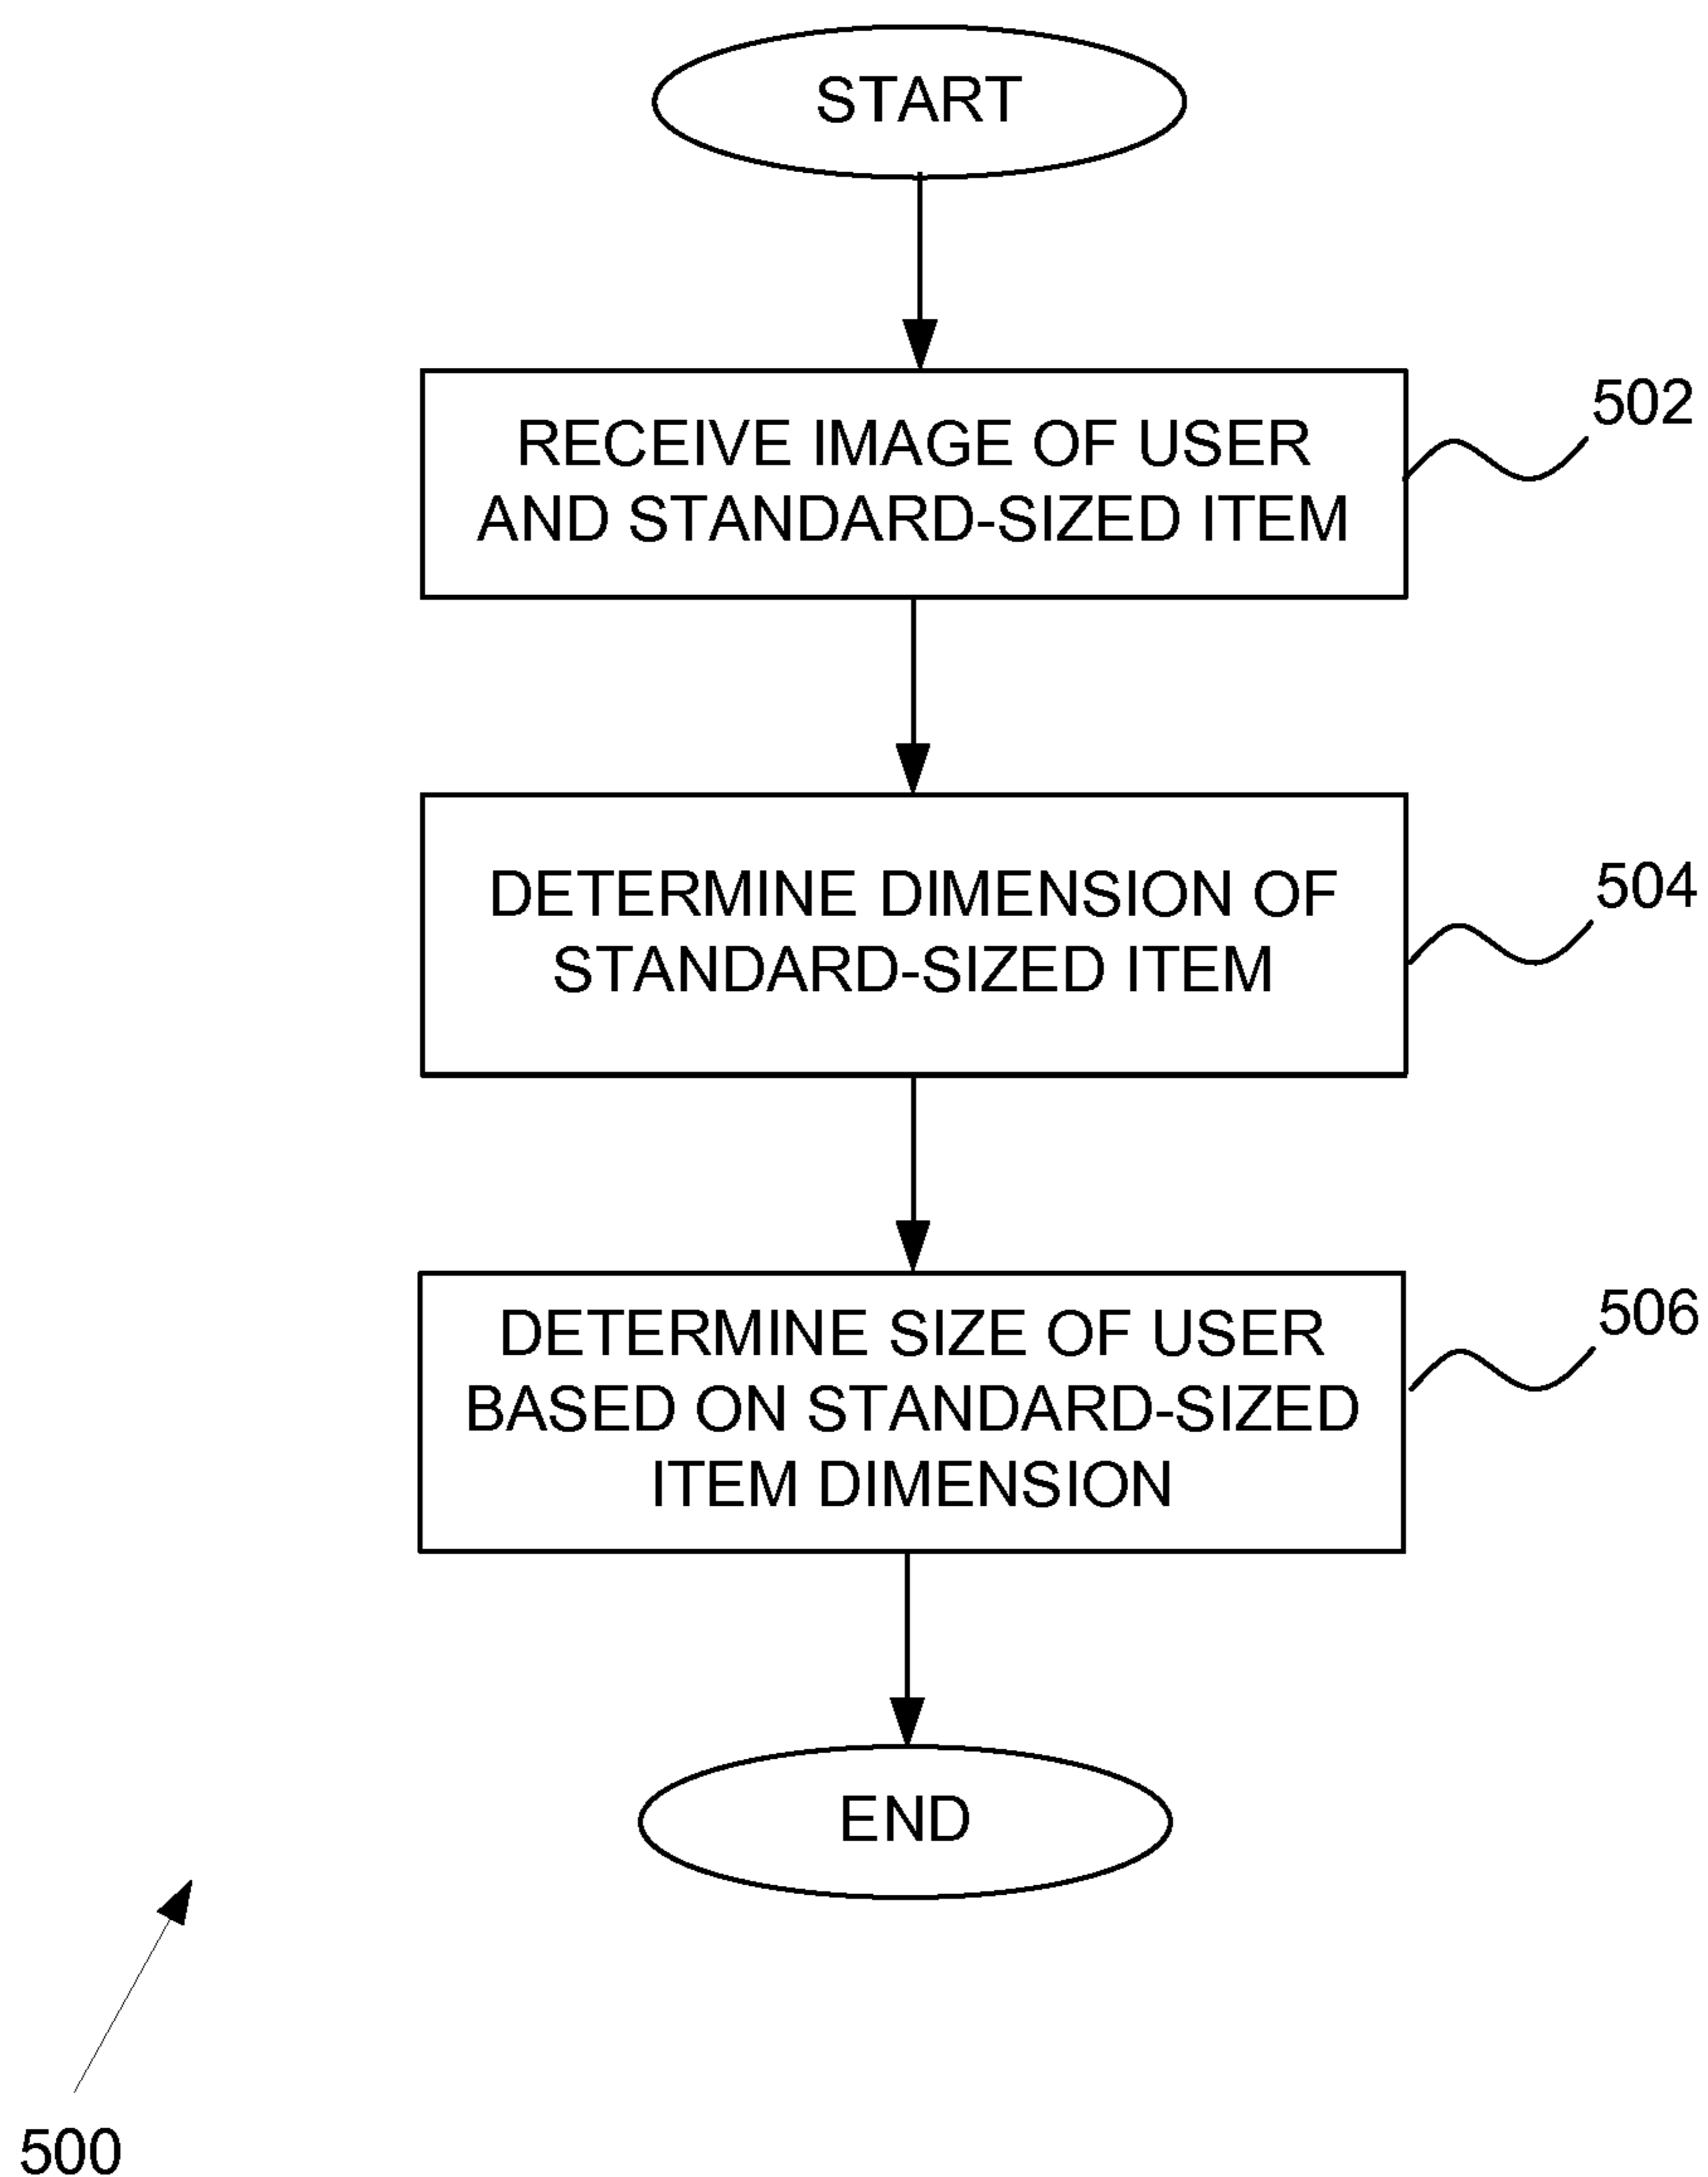 START
RECEIVE IMAGE OF USER
AND STANDARD-SIZED ITEM
502
DETERMINE DIMENSION OF
STANDARD-SIZED ITEM
504
DETERMINE SIZE OF USER
BASED ON STANDARD-SIZED
ITEM DIMENSION
506
END
500